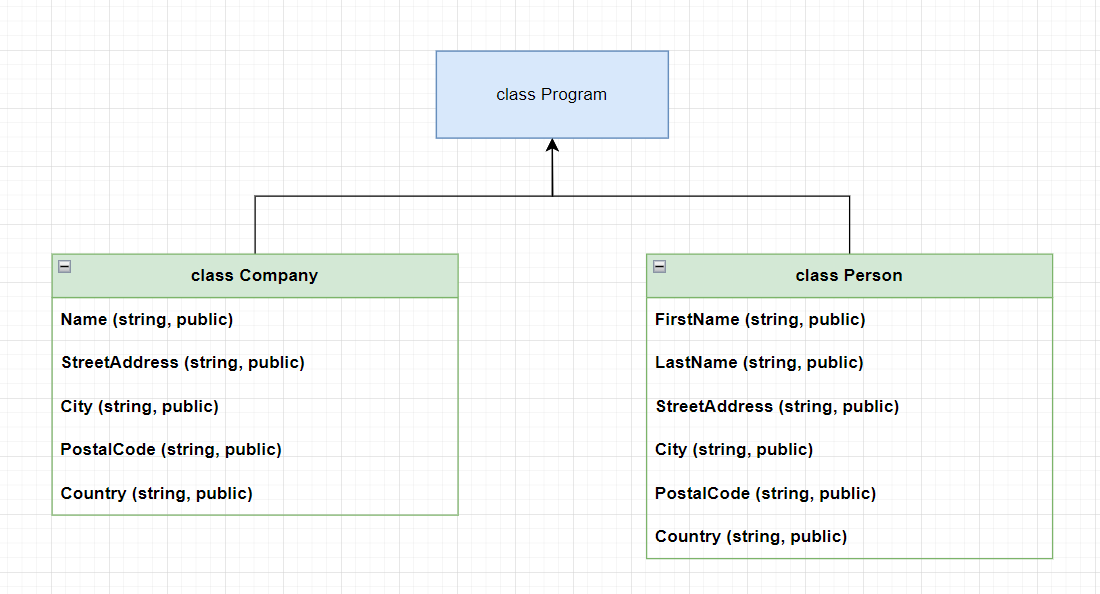 class Program
class Company
Name (string, public)
StreetAddress (string, public)
City (string, public)
PostalCode (string, public)
Country (string, public)
class Person
FirstName (string, public)
LastName (string, public)
StreetAddress (string, public)
City (string, public)
PostalCode (string, public)
Country (string, public)